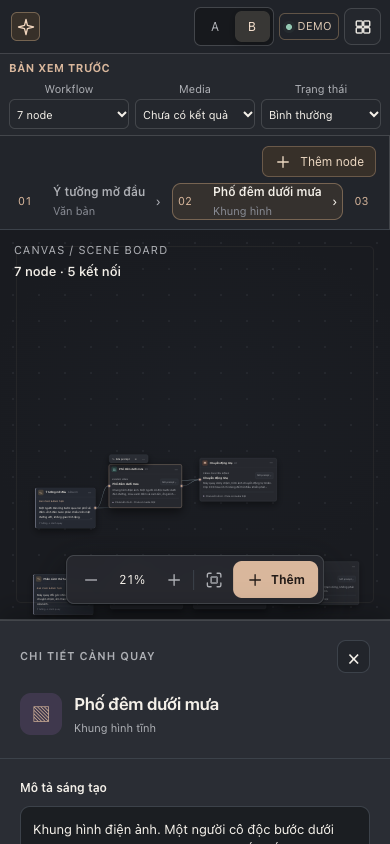 A
B
DEMO
BẢN XEM TRƯỚC
Workflow
Media
Trạng thái
7 node
Chưa có kết quả
Bình thường
Thêm node
01
Ý tưởng mở đầu
Văn bản
02
Phố đêm dưới mưa
Khung hình
03
CANVAS / SCENE BOARD
7 node · 5 kết nối
21%
Thêm
CHI TIẾT CẢNH QUAY
Phố đêm dưới mưa
Khung hình tĩnh
Mô tả sáng tạo
Khung hình điện ảnh. Một người cô độc bước dưới